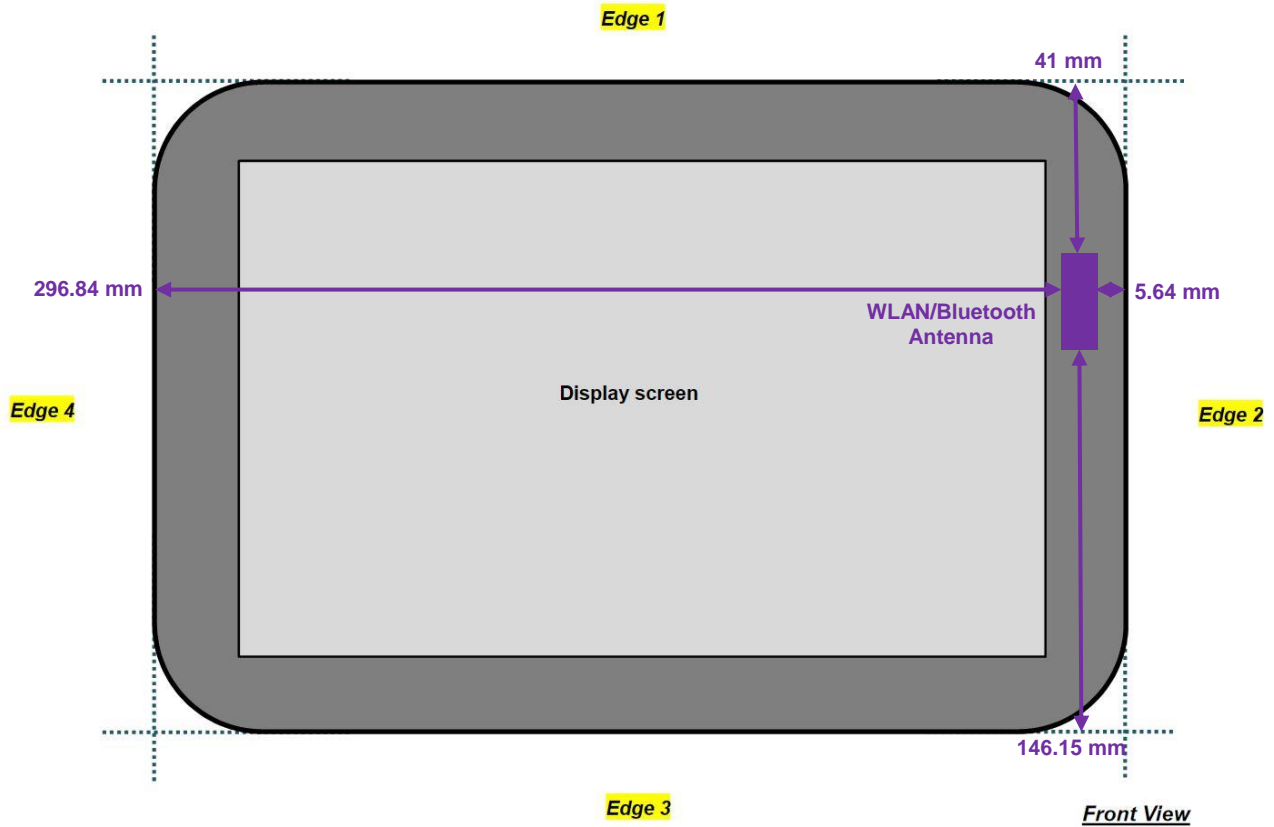 Edge 1
41 mm
296.84 mm
5.64 mm
WLAN/Bluetooth
Antenna
Display screen
Edge 4
Edge 2
146.15 mm
Edge 3
Front View